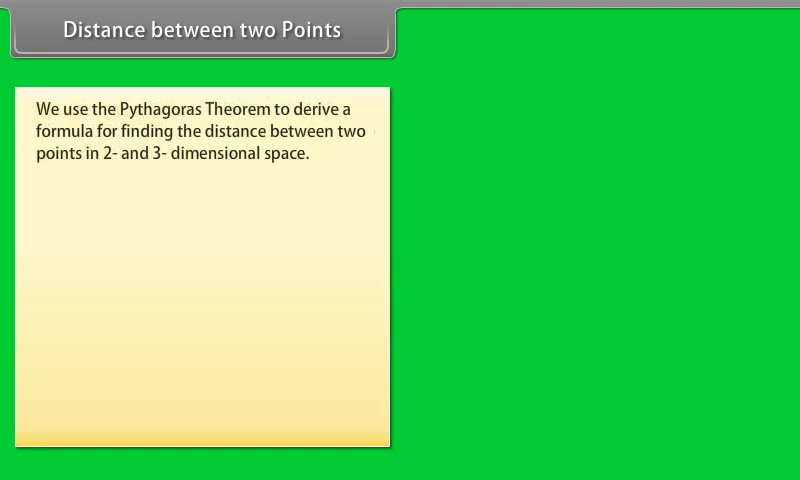 Distance between two Points
We use the Pythagoras Theorem to derive a
formula for finding the distance between two
points in 2- and 3- dimensional space.